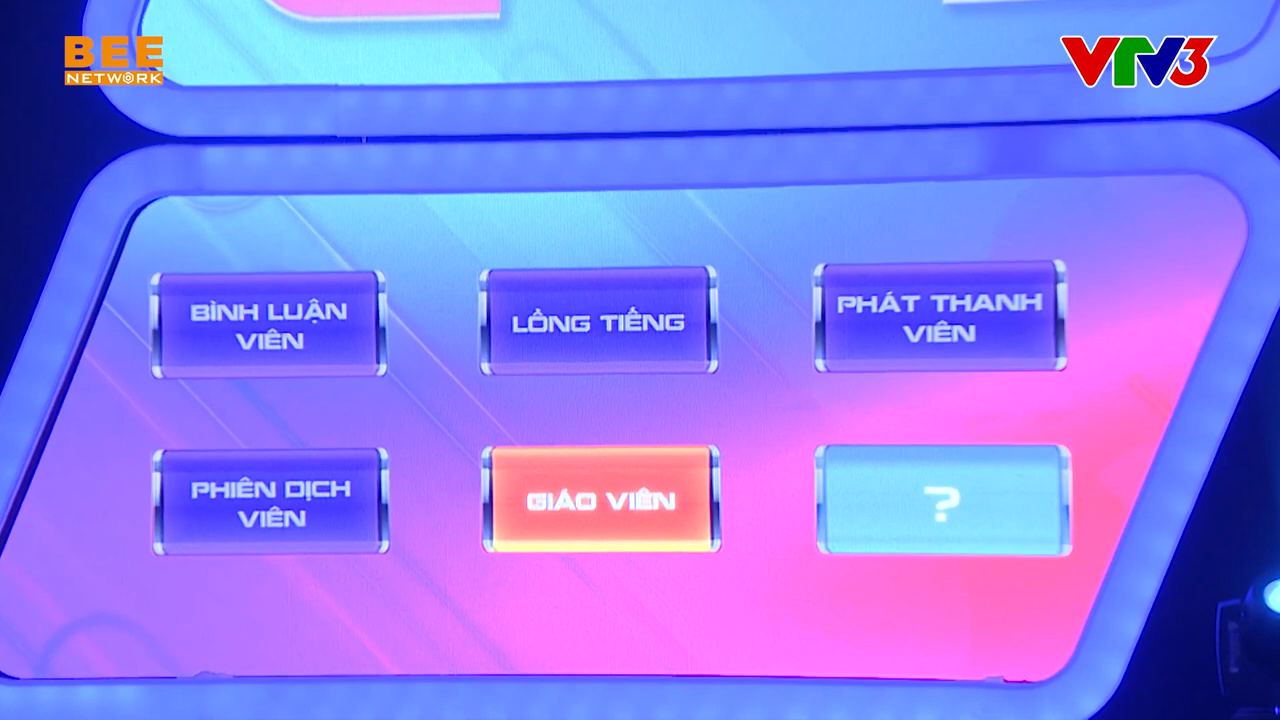 BEE
NETWORK
VTV3
BÌNH LUẬN
VIÊN
LỒNG TIẾNG
PHÁT THANH
VIÊN
PHIÊN DỊCH
VIÊN
GIÁO VIÊN
?